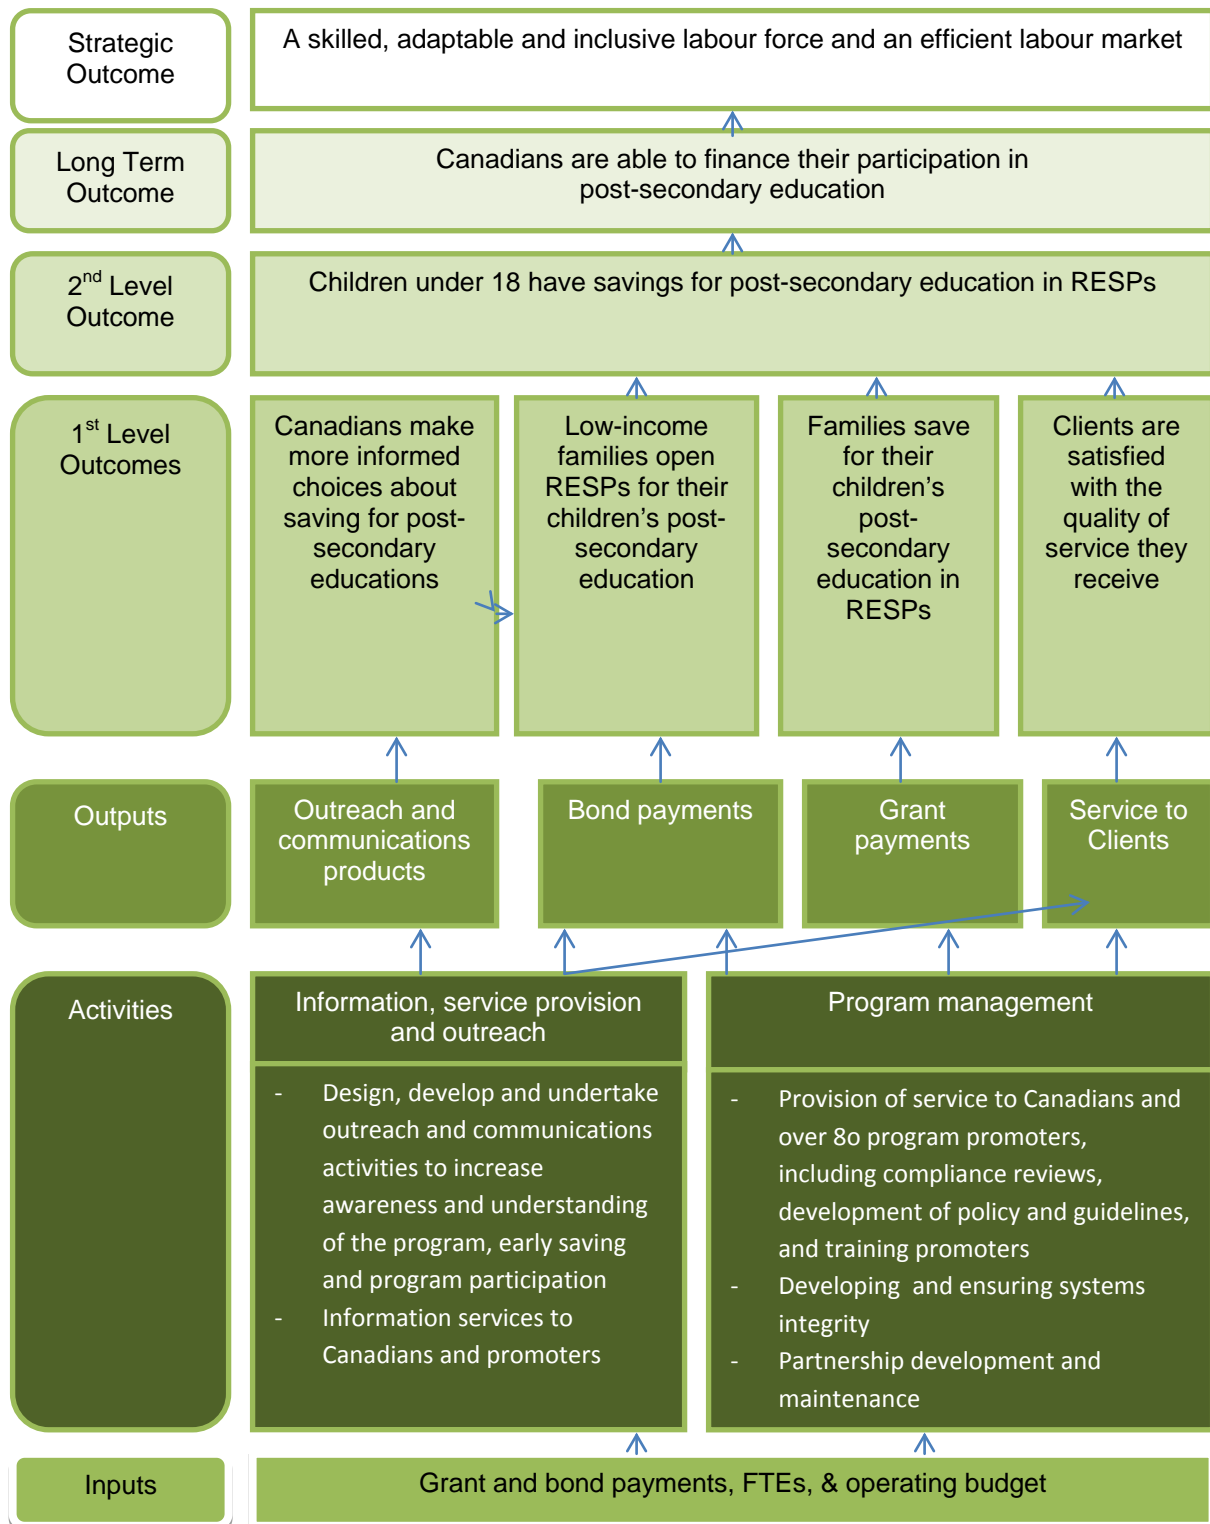 Strategic
Outcome
A skilled, adaptable and inclusive labour force and an efficient labour market
Long Term
Outcome
Canadians are able to finance their participation in
post-secondary education
2nd Level
Outcome
Children under 18 have savings for post-secondary education in RESPs
1st Level
Outcomes
Canadians make
more informed
choices about
saving for post-
secondary
educations
Low-income
families open
RESPs for their
children's post-
secondary
education
Families save
for their
children's
post-
secondary
education in
RESPs
Clients are
satisfied
with the
quality of
service they
receive
Outputs
Outreach and
communications
products
Bond payments
Grant
payments
Service to
Clients
Activities
Information, service provision
and outreach
- Design, develop and undertake
outreach and communications
activities to increase
awareness and understanding
of the program, early saving
and program participation
- Information services to
Canadians and promoters
Program management
- Provision of service to Canadians and
over 8o program promoters,
including compliance reviews,
development of policy and guidelines,
and training promoters
- Developing and ensuring systems
integrity
- Partnership development and
maintenance
Inputs
Grant and bond payments, FTEs, & operating budget